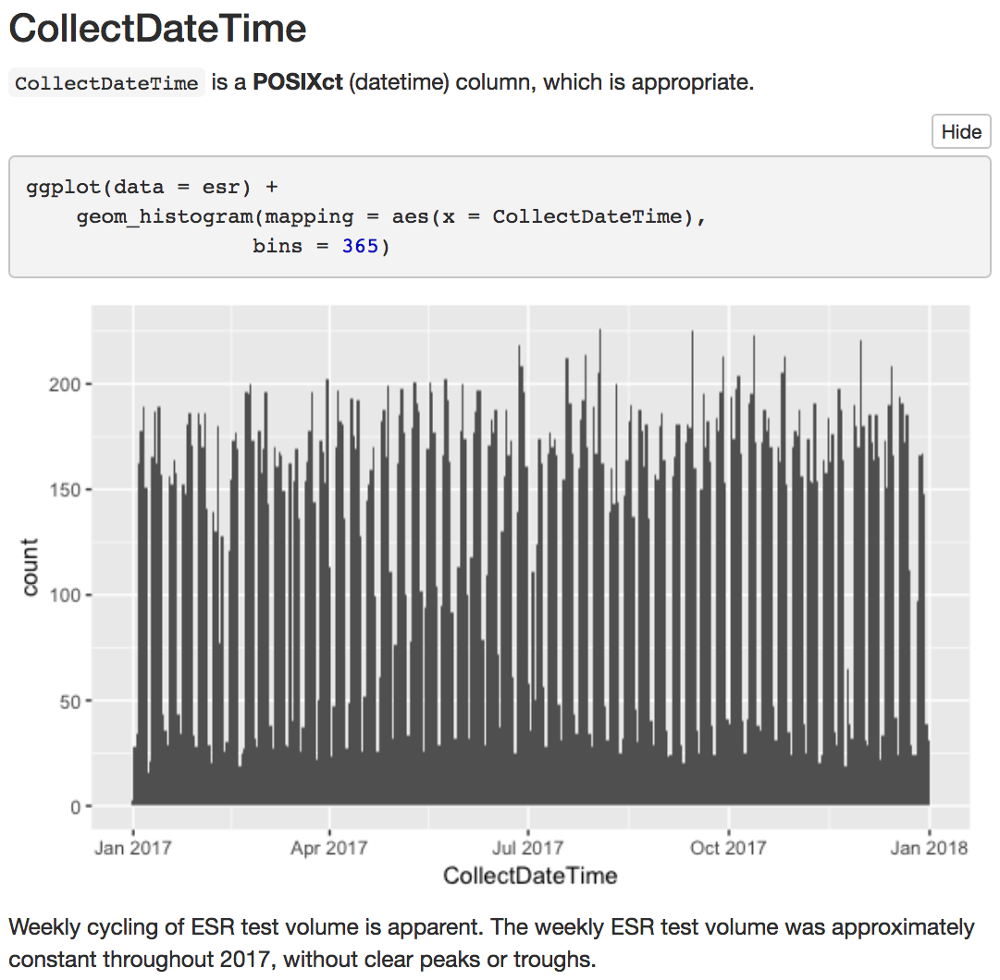 CollectDateTime
CollectDateTime is a POSIXct (datetime) column, which is appropriate.
Hide
ggplot(data = esr) +
geom_histogram(mapping = aes(x = CollectDateTime),
bins = 365)
200
150
100
50
0
count
Jan 2017 Apr 2017 Jul 2017 Oct 2017 Jan 2018
CollectDateTime
Weekly cycling of ESR test volume is apparent. The weekly ESR test volume was approximately
constant throughout 2017, without clear peaks or troughs.